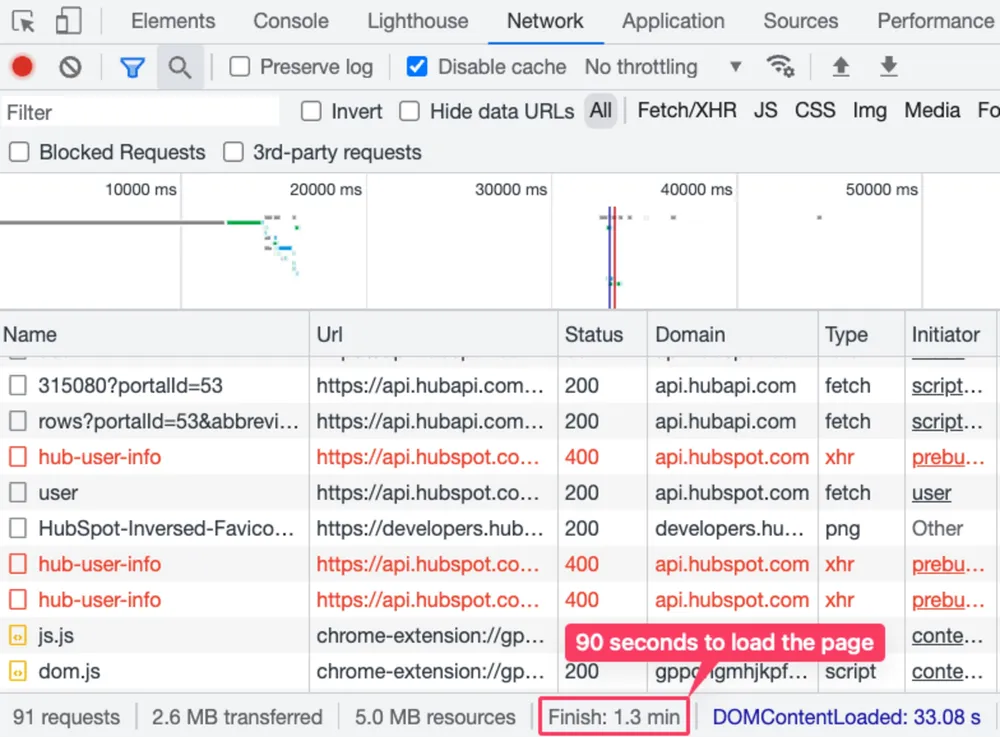 Elements Console Lighthouse Network Application Sources Performance
Preserve log Disable cache No throttling
Filter Invert Hide data URLs All Fetch/XHR JS CSS Img Media Fo
Blocked Requests 3rd-party requests
10000 ms 20000 ms 30000 ms 40000 ms 50000 ms
Name Url Status Domain Type Initiator
315080?portalId=53 https://api.hubapi.com... 200 api.hubapi.com fetch script...
rows?portalId=53&abbrevi... https://api.hubapi.com... 200 api.hubapi.com fetch script...
hub-user-info https://api.hubspot.co... 400 api.hubspot.com xhr prebu...
user https://api.hubspot.co... 200 api.hubspot.com fetch user
HubSpot-Inversed-Favico... https://developers.hub... 200 developers.hu... png Other
hub-user-info https://api.hubspot.co... 400 api.hubspot.com xhr prebu...
hub-user-info https://api.hubspot.co... 400 api.hubspot.com xhr prebu...
js.js chrome-extension://gp... conte...
90 seconds to load the page
dom.js chrome-extension://gp... 200 script conte...
91 requests 2.6 MB transferred 5.0 MB resources Finish: 1.3 min DOMContentLoaded: 33.08 s